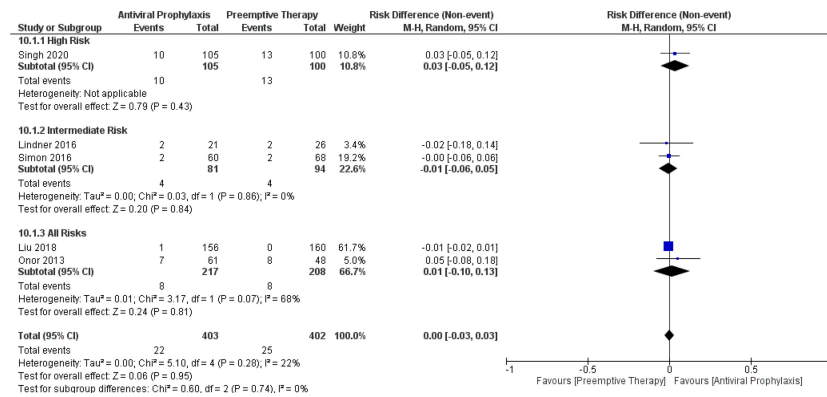 Antiviral Prophylaxis Preemptive Therapy Risk Difference (Non-event) Risk Difference (Non-event)
Study or Subgroup Events Total Events Total Weight M-H, Random, 95% CI M-H, Random, 95% CI
10.1.1 High Risk
Singh 2020 10 105 13 100 10.8% 0.03 [-0.05, 0.12]
Subtotal (95% CI) 105 100 10.8% 0.03 [-0.05, 0.12]
Total events 10 13
Heterogeneity: Not applicable
Test for overall effect: Z = 0.79 (P = 0.43)
10.1.2 Intermediate Risk
Lindner 2016 2 21 2 26 3.4% -0.02 [-0.18, 0.14]
Simon 2016 2 60 2 68 19.2% -0.00 [-0.06, 0.06]
Subtotal (95% CI) 81 94 22.6% -0.01 [-0.06, 0.05]
Total events 4 4
Heterogeneity: Tau² = 0.00; Chi² = 0.03, df = 1 (P = 0.86); I² = 0%
Test for overall effect: Z = 0.20 (P = 0.84)
10.1.3 All Risks
Liu 2018 1 156 0 160 61.7% -0.01 [-0.02, 0.01]
Onor 2013 7 61 8 48 5.0% 0.05 [-0.08, 0.18]
Subtotal (95% CI) 217 208 66.7% 0.01 [-0.10, 0.13]
Total events 8 8
Heterogeneity: Tau² = 0.01; Chi² = 3.17, df = 1 (P = 0.07); I² = 68%
Test for overall effect: Z = 0.24 (P = 0.81)
Total (95% CI) 403 402 100.0% 0.00 [-0.03, 0.03]
Total events 22 25
Heterogeneity: Tau² = 0.00; Chi² = 5.10, df = 4 (P = 0.28); I² = 22%
Test for overall effect: Z = 0.06 (P = 0.95)
Test for subgroup differences: Chi² = 0.60, df = 2 (P = 0.74), I² = 0%
-1 -0.5 0 0.5
Favours [Preemptive Therapy] Favours [Antiviral Prophylaxis]